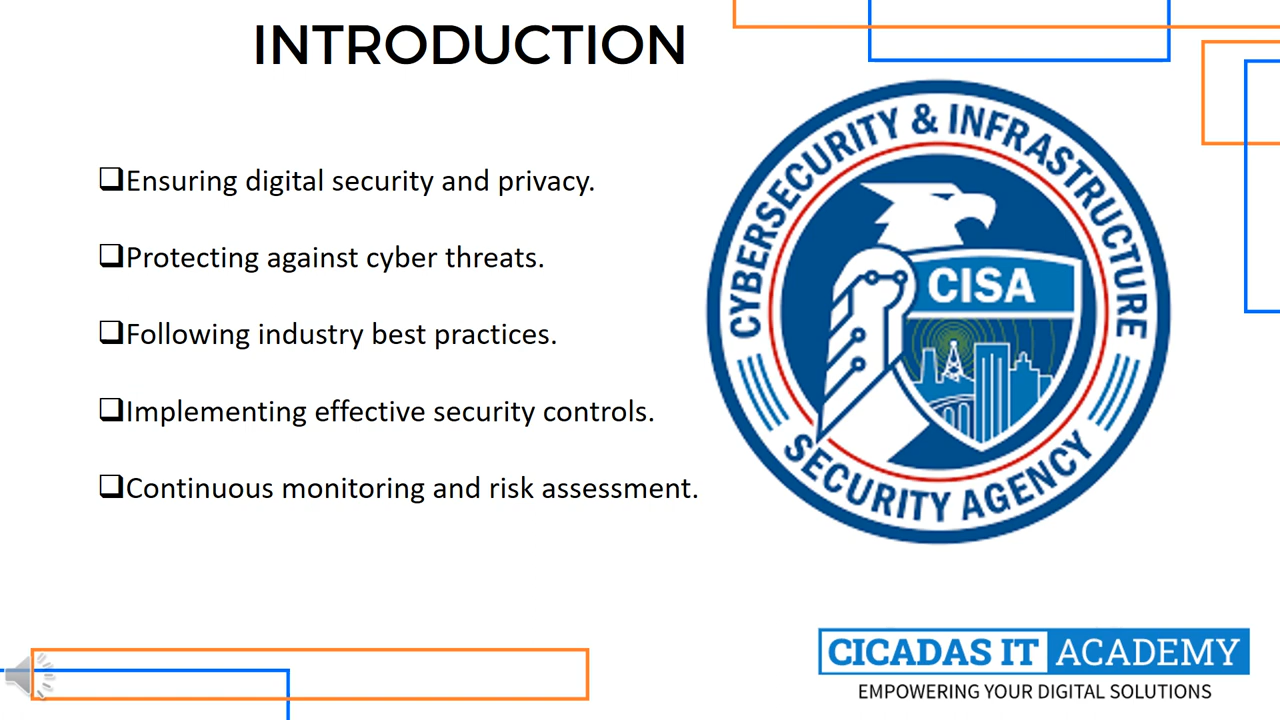 INTRODUCTION
❑Ensuring digital security and privacy.
❑Protecting against cyber threats.
❑Following industry best practices.
❑Implementing effective security controls.
❑Continuous monitoring and risk assessment.
CYBERSECURITY & INFRASTRUCTURE
CISA
SECURITY AGENCY
CICADAS IT ACADEMY
EMPOWERING YOUR DIGITAL SOLUTIONS